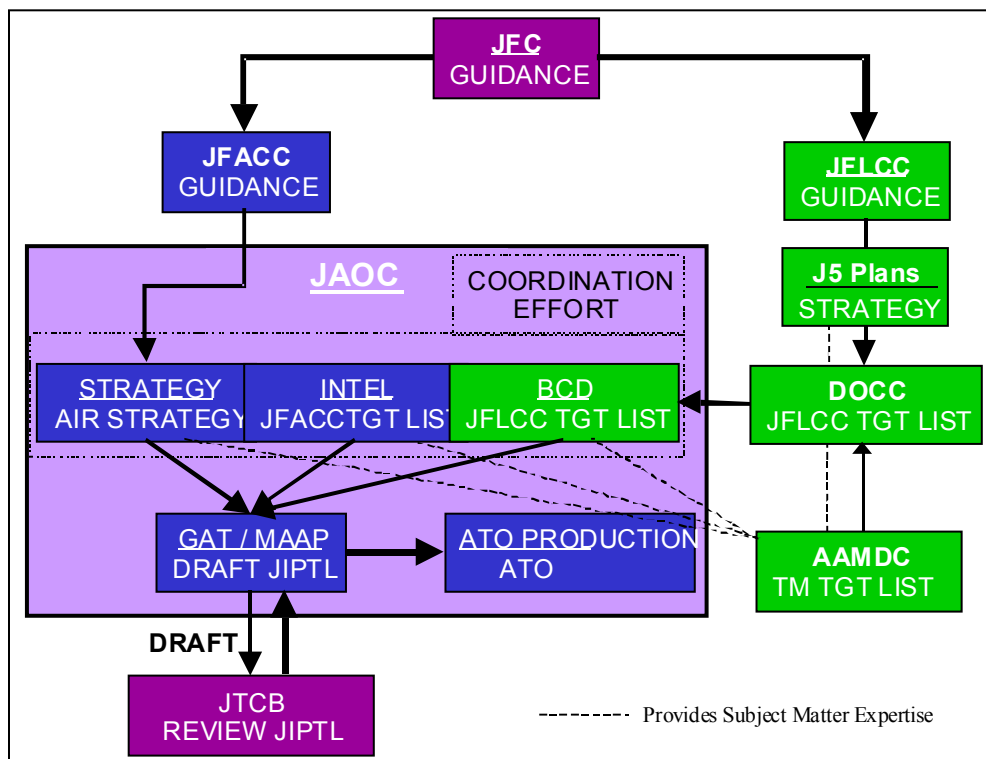 JFC
GUIDANCE
JFACC
GUIDANCE
JFLCC
GUIDANCE
JAOC
COORDINATION
EFFORT
J5 Plans
STRATEGY
STRATEGY
AIR STRATEGY
INTEL
JFACCTGT LIST
BCD
JFLCC TGT LIST
DOCC
JFLCC TGT LIST
GAT / MAAP
DRAFT JIPTL
ATO PRODUCTION
ATO
AAMDC
TM TGT LIST
DRAFT
JTCB
REVIEW JIPTL
Provides Subject Matter Expertise